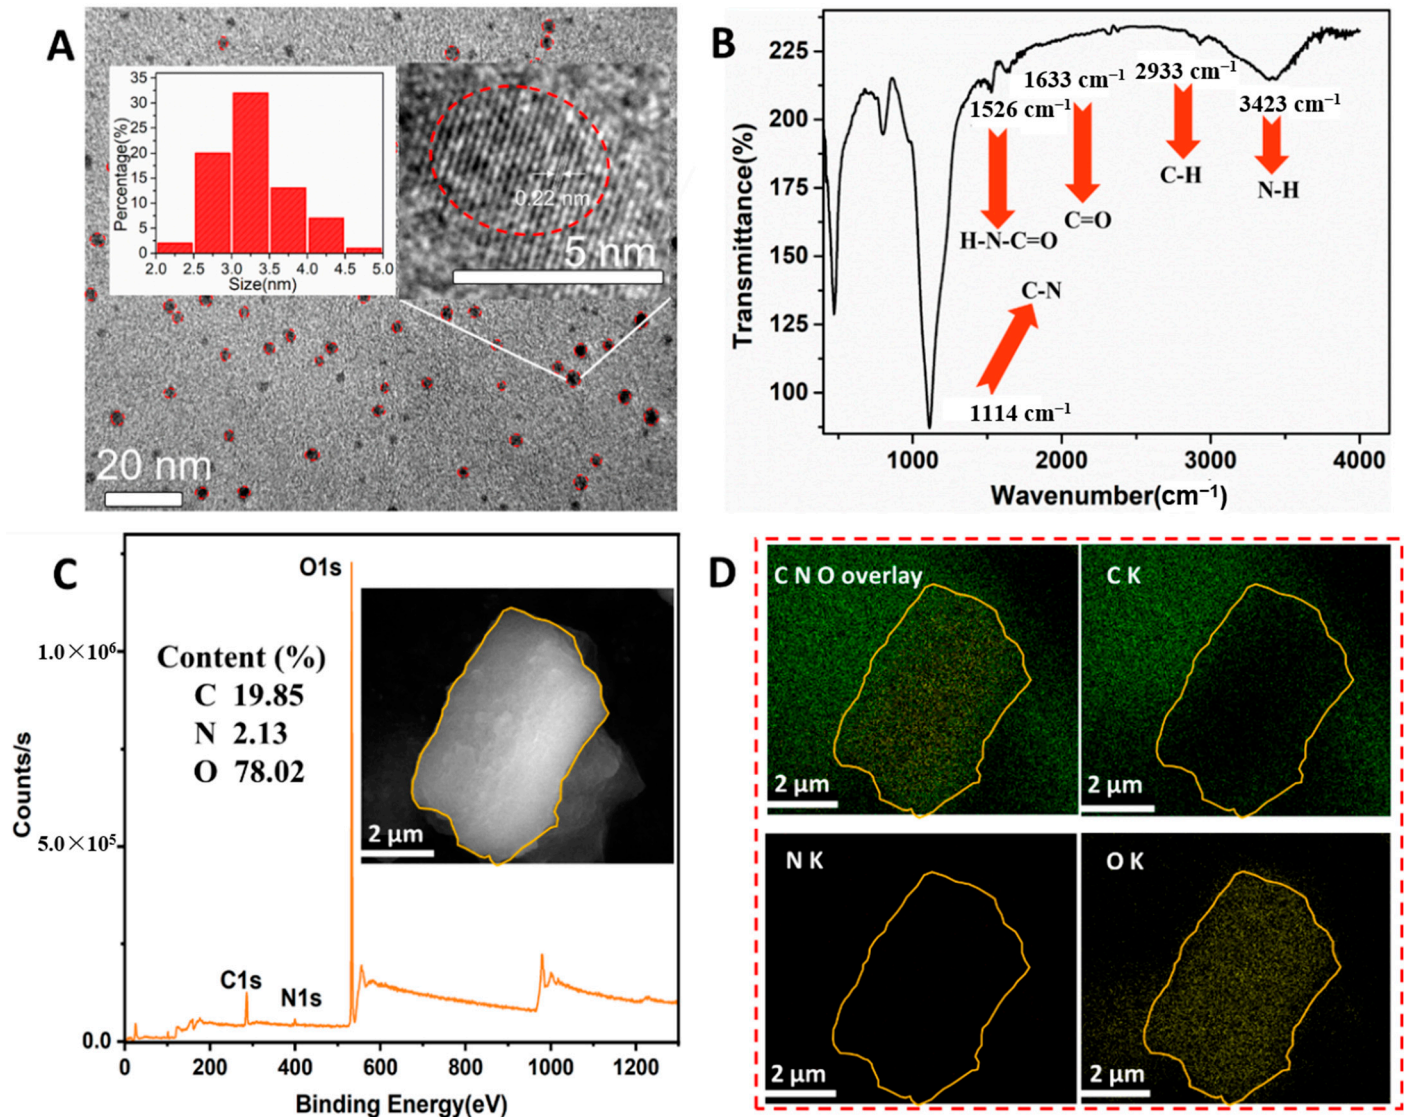 A
35
30
25
20
15
10
5
0
Percentage(%)
2.0 2.5 3.0 3.5 4.0 4.5 5.0
Size(nm)
0.22 nm
5 nm
20 nm
B
225
200
175
150
125
100
Transmittance(%)
1526 cm⁻¹
1633 cm⁻¹
2933 cm⁻¹
3423 cm⁻¹
H-N-C=O
C=O
C-H
N-H
C-N
1114 cm⁻¹
1000 2000 3000 4000
Wavenumber(cm⁻¹)
C
O1s
1.0×10⁶
5.0×10⁵
0.0
Counts/s
Content (%)
C 19.85
N 2.13
O 78.02
2 μm
C1s
N1s
0 200 400 600 800 1000 1200
Binding Energy(eV)
D
C N O overlay
2 μm
C K
2 μm
N K
2 μm
O K
2 μm